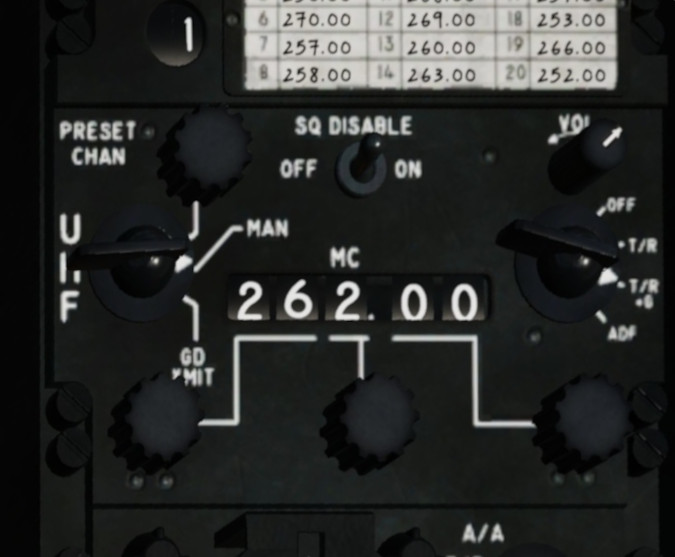 1
6 270.00 12 269.00 18 253.00
7 257.00 13 260.00 19 266.00
8 258.00 14 263.00 20 252.00
PRESET CHAN
SQ DISABLE
OFF ON
VOL
UHF
MAN
MC
262.00
OFF
T/R
T/R +G
ADF
GD XMIT
A/A